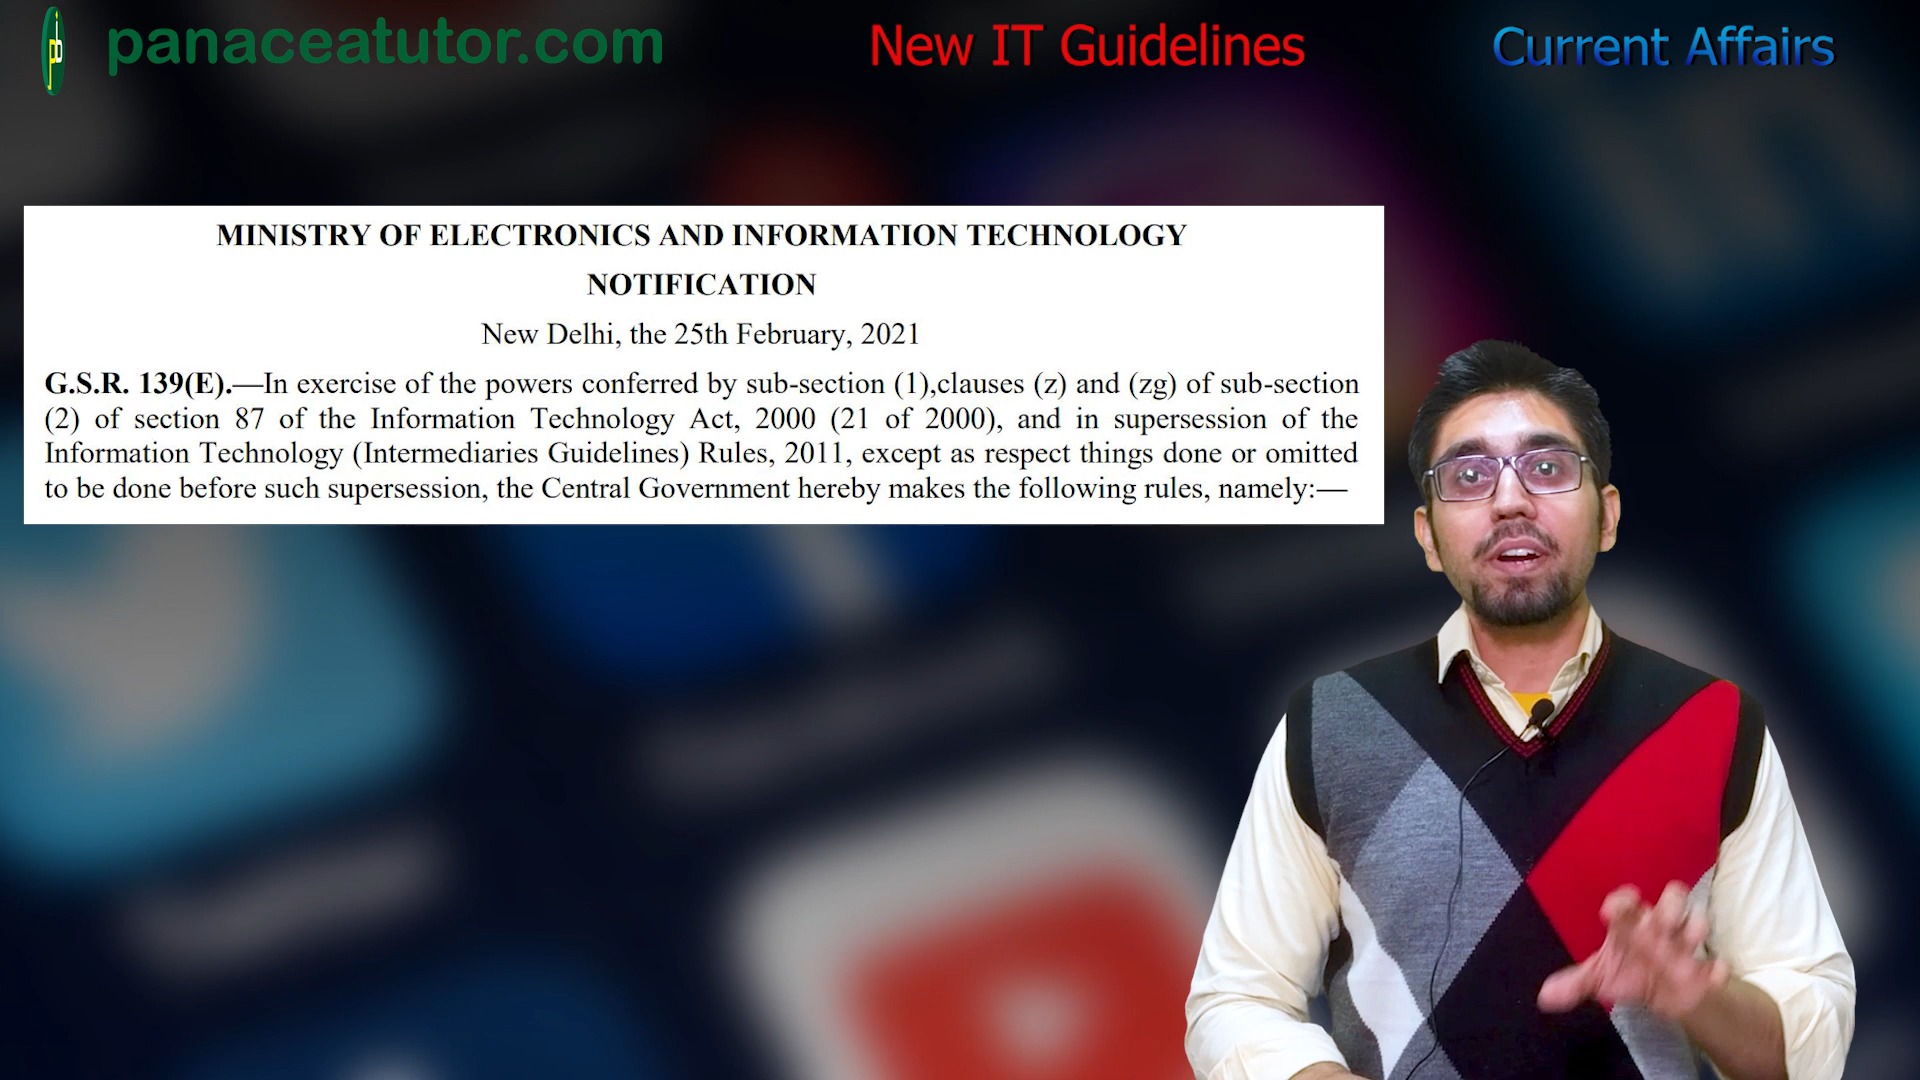 panaceatutor.com
New IT Guidelines
Current Affairs
MINISTRY OF ELECTRONICS AND INFORMATION TECHNOLOGY
NOTIFICATION
New Delhi, the 25th February, 2021
G.S.R. 139(E).—In exercise of the powers conferred by sub-section (1),clauses (z) and (zg) of sub-section
(2) of section 87 of the Information Technology Act, 2000 (21 of 2000), and in supersession of the
Information Technology (Intermediaries Guidelines) Rules, 2011, except as respect things done or omitted
to be done before such supersession, the Central Government hereby makes the following rules, namely:—